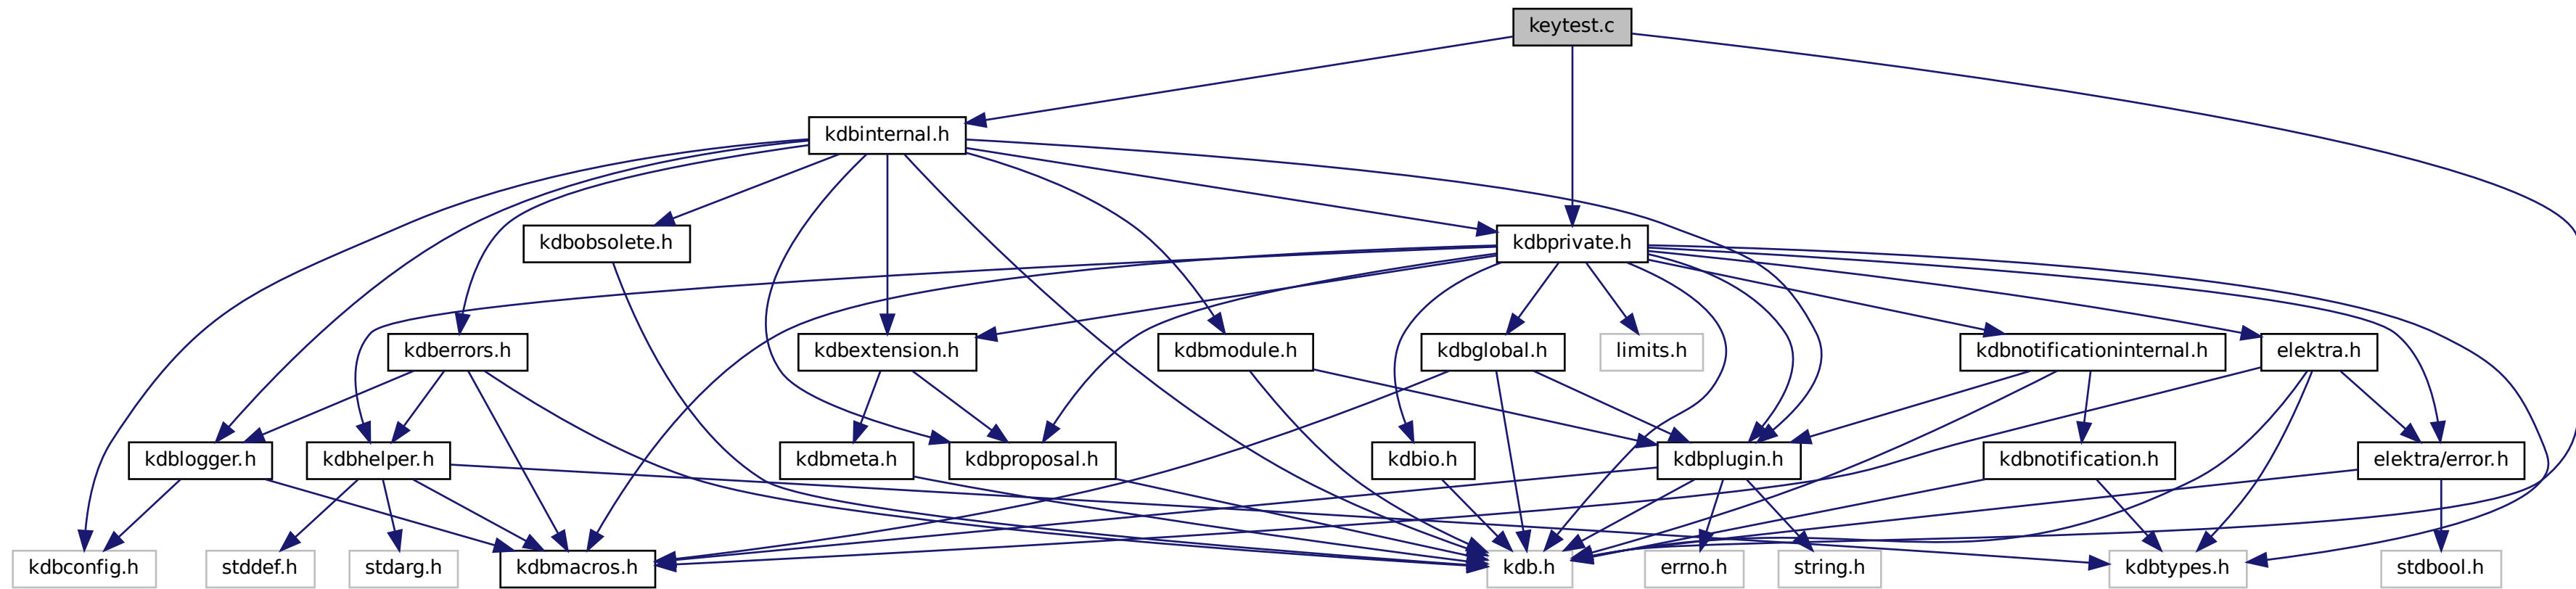 keytest.c
kdbinternal.h
kdbobsolete.h
kdbprivate.h
kdberrors.h
kdbextension.h
kdbmodule.h
kdbglobal.h
limits.h
kdbnotificationinternal.h
elektra.h
kdblogger.h
kdbhelper.h
kdbmeta.h
kdbproposal.h
kdbio.h
kdbplugin.h
kdbnotification.h
elektra/error.h
kdbconfig.h
stddef.h
stdarg.h
kdbmacros.h
kdb.h
errno.h
string.h
kdbtypes.h
stdbool.h